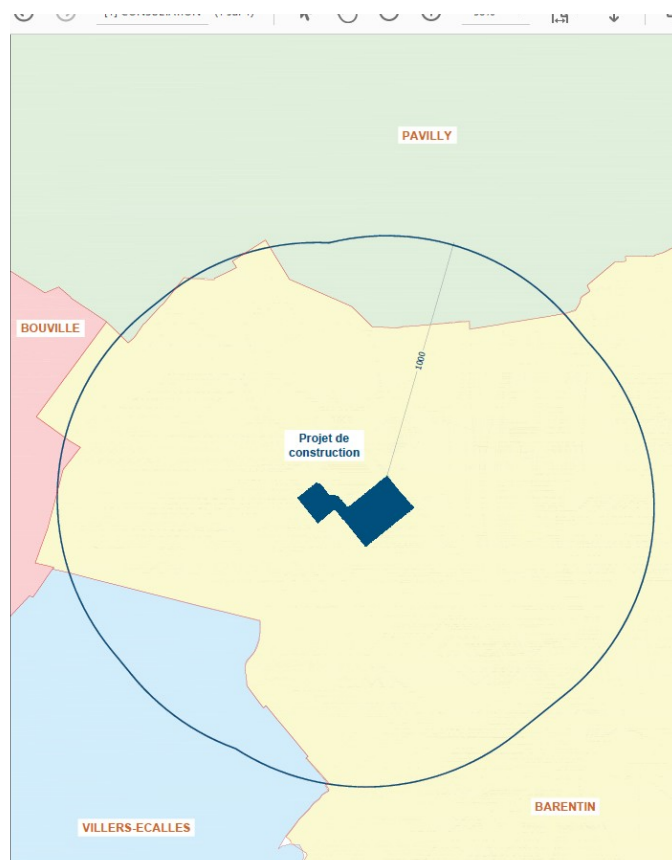 PAVILLY
BOUVILLE
1000
Projet de
construction
BARENTIN
VILLERS-ECALLES